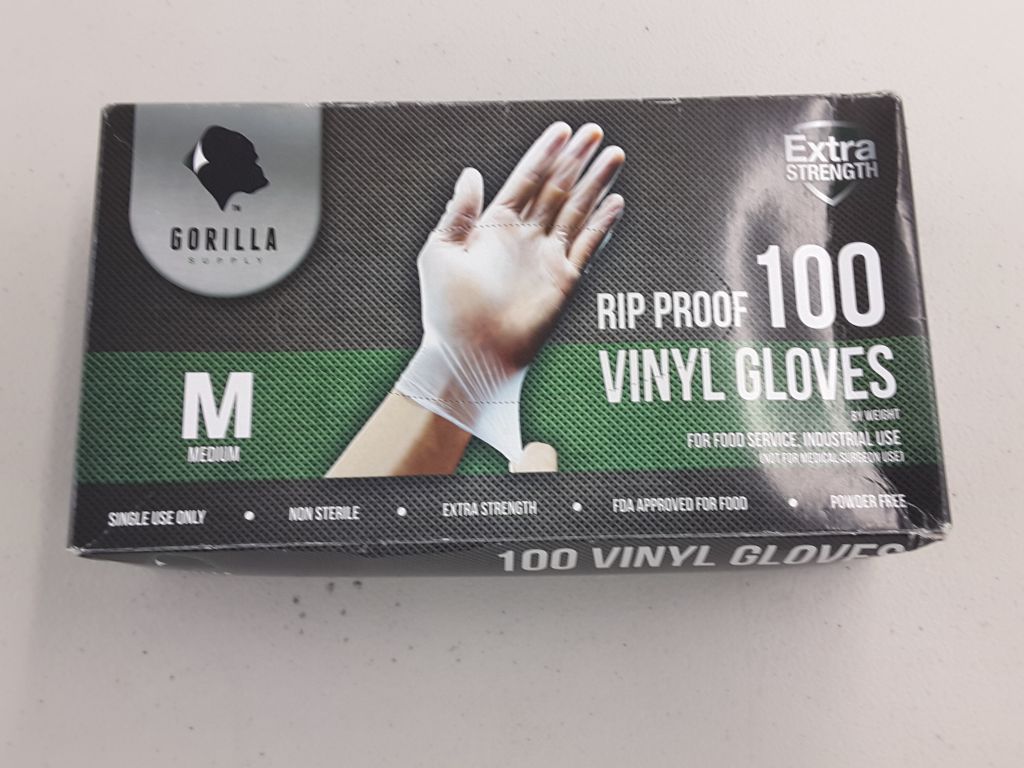 GORILLA
SUPPLY
TM
Extra
STRENGTH
RIP PROOF 100
VINYL GLOVES
BY WEIGHT
FOR FOOD SERVICE, INDUSTRIAL USE
(NOT FOR MEDICAL SURGEON USE)
M
MEDIUM
SINGLE USE ONLY • NON STERILE • EXTRA STRENGTH • FDA APPROVED FOR FOOD • POWDER FREE
100 VINYL GLOVES